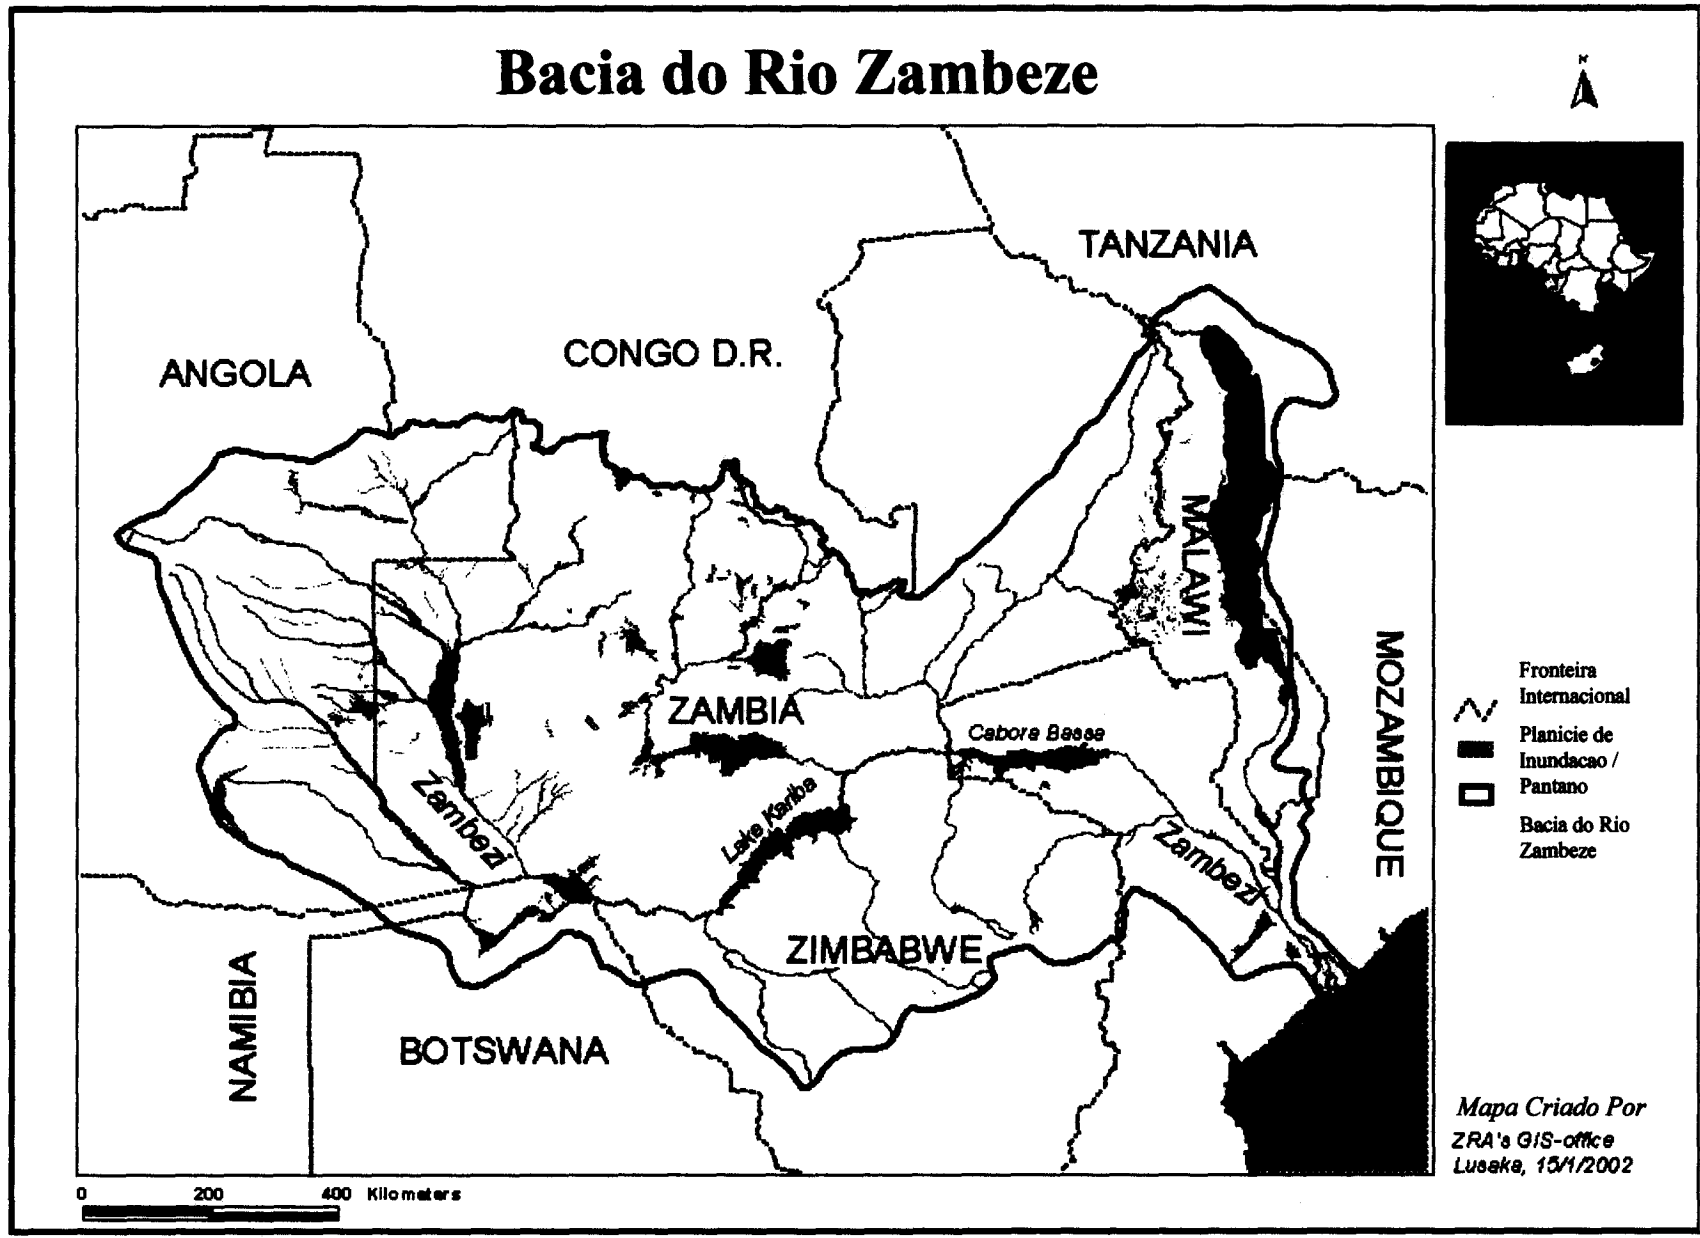 Bacia do Rio Zambeze
N
TANZANIA
ANGOLA
CONGO D.R.
MALAWI
MOZAMBIQUE
ZAMBIA
Cabora Bassa
Zambezi
Lake Kariba
Zambezi
ZIMBABWE
NAMIBIA
BOTSWANA
Fronteira
Internacional
Planicie de
Inundacao /
Pantano
Bacia do Rio
Zambeze
Mapa Criado Por
ZRA's GIS-office
Lusaka, 15/1/2002
0 200 400 Kilometers